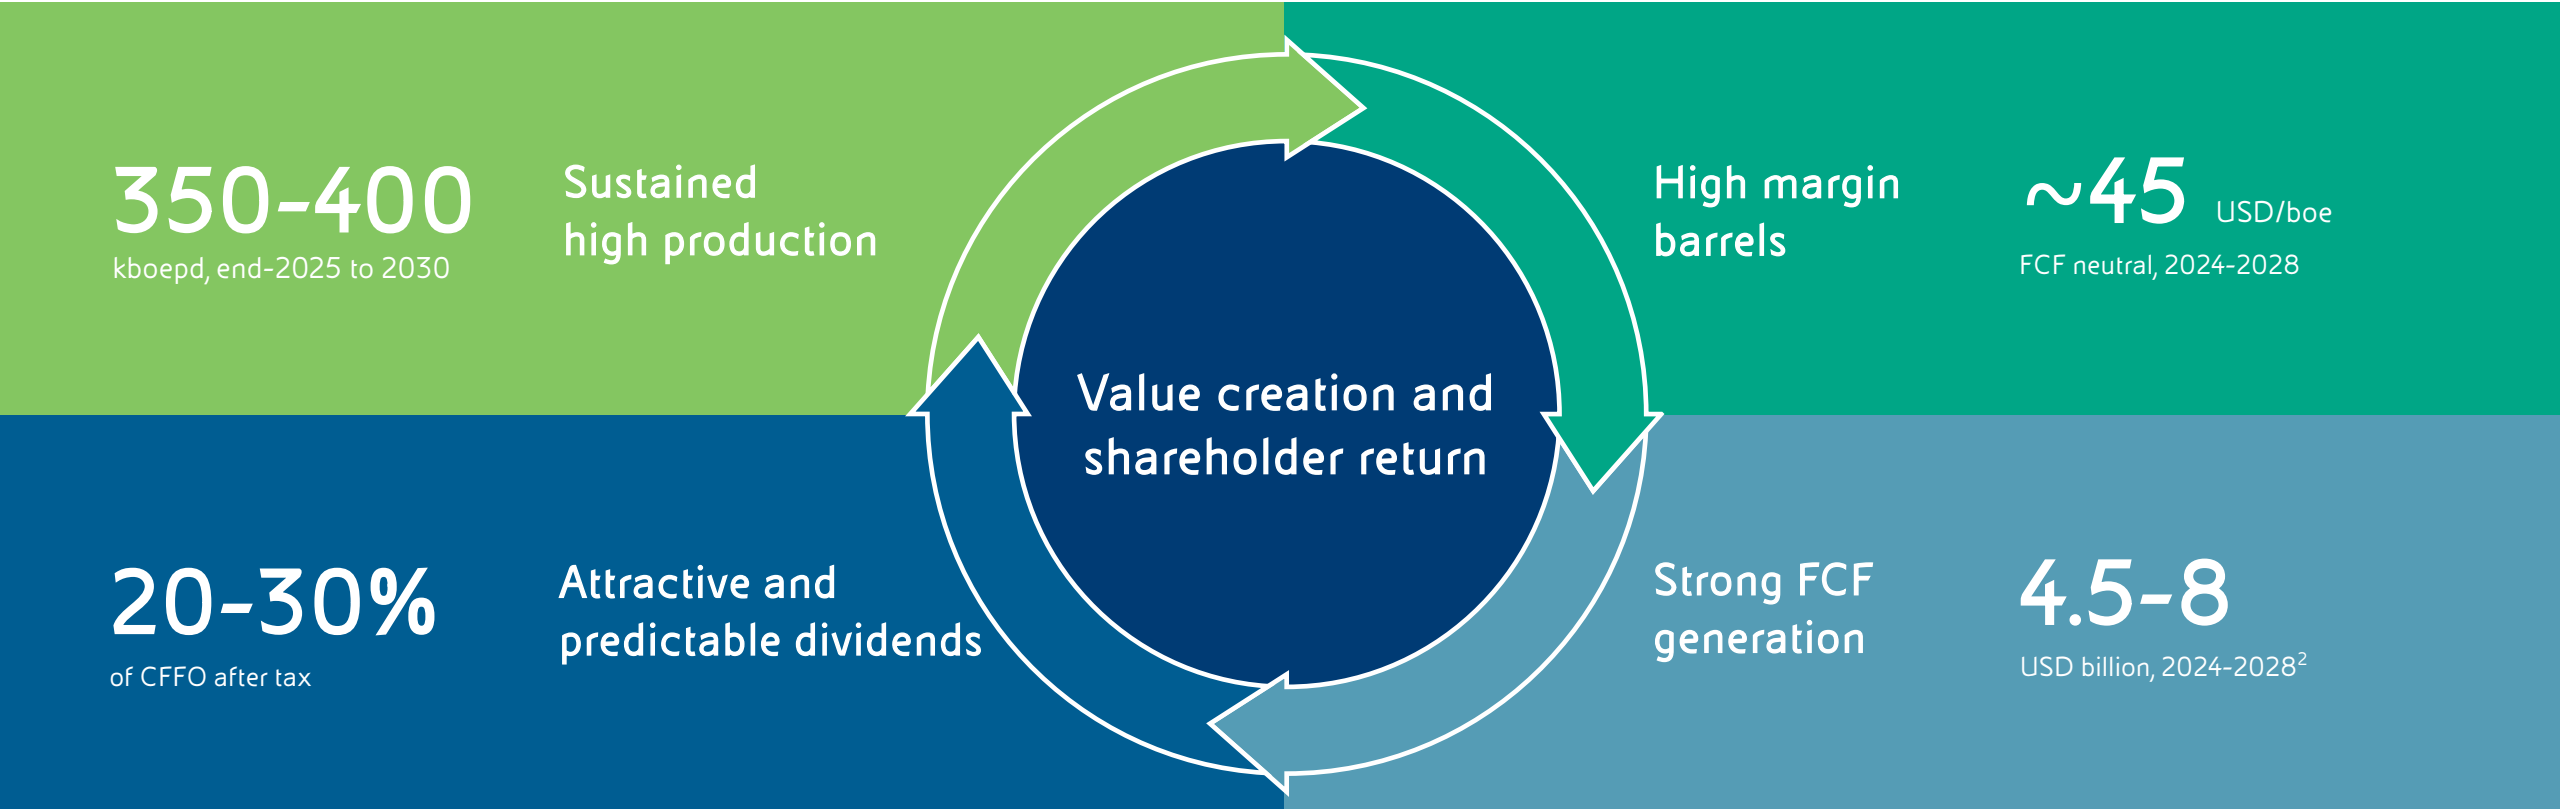 350-400
kboepd, end-2025 to 2030
Sustained
high production
High margin
barrels
~45 USD/boe
FCF neutral, 2024-2028
Value creation and
shareholder return
20-30%
of CFFO after tax
Attractive and
predictable dividends
Strong FCF
generation
4.5-8
USD billion, 2024-2028²